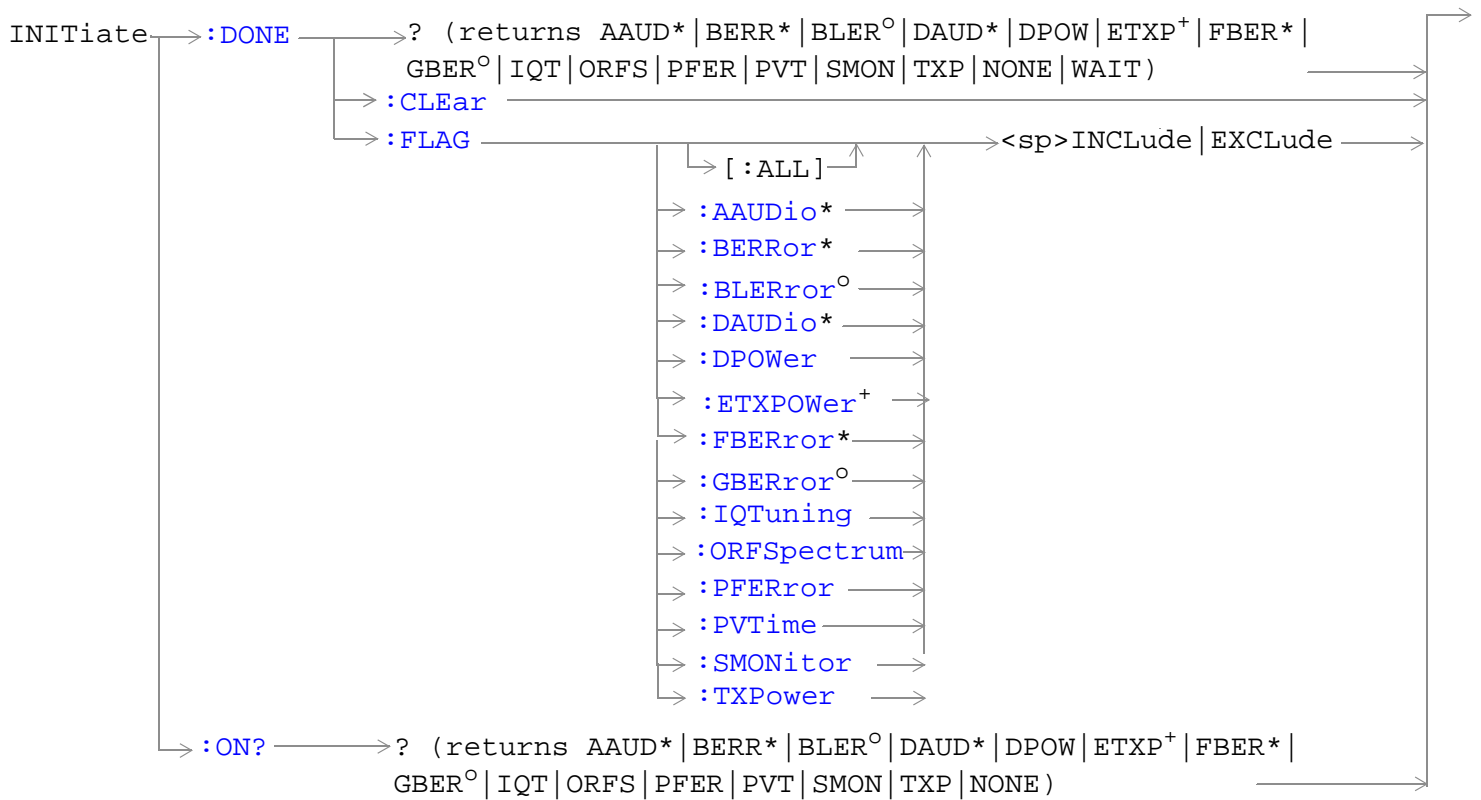 INITiate :DONE ? (returns AAUD*|BERR*|BLER°|DAUD*|DPOW|ETXP⁺|FBER*|
GBER°|IQT|ORFS|PFER|PVT|SMON|TXP|NONE|WAIT)
:CLEar
:FLAG <sp>INCLude|EXCLude
[:ALL]
:AAUDio*
:BERRor*
:BLERror°
:DAUDio*
:DPOWer
:ETXPOWer⁺
:FBERror*
:GBERror°
:IQTuning
:ORFSpectrum
:PFERror
:PVTime
:SMONitor
:TXPower
:ON? ? (returns AAUD*|BERR*|BLER°|DAUD*|DPOW|ETXP⁺|FBER*|
GBER°|IQT|ORFS|PFER|PVT|SMON|TXP|NONE)